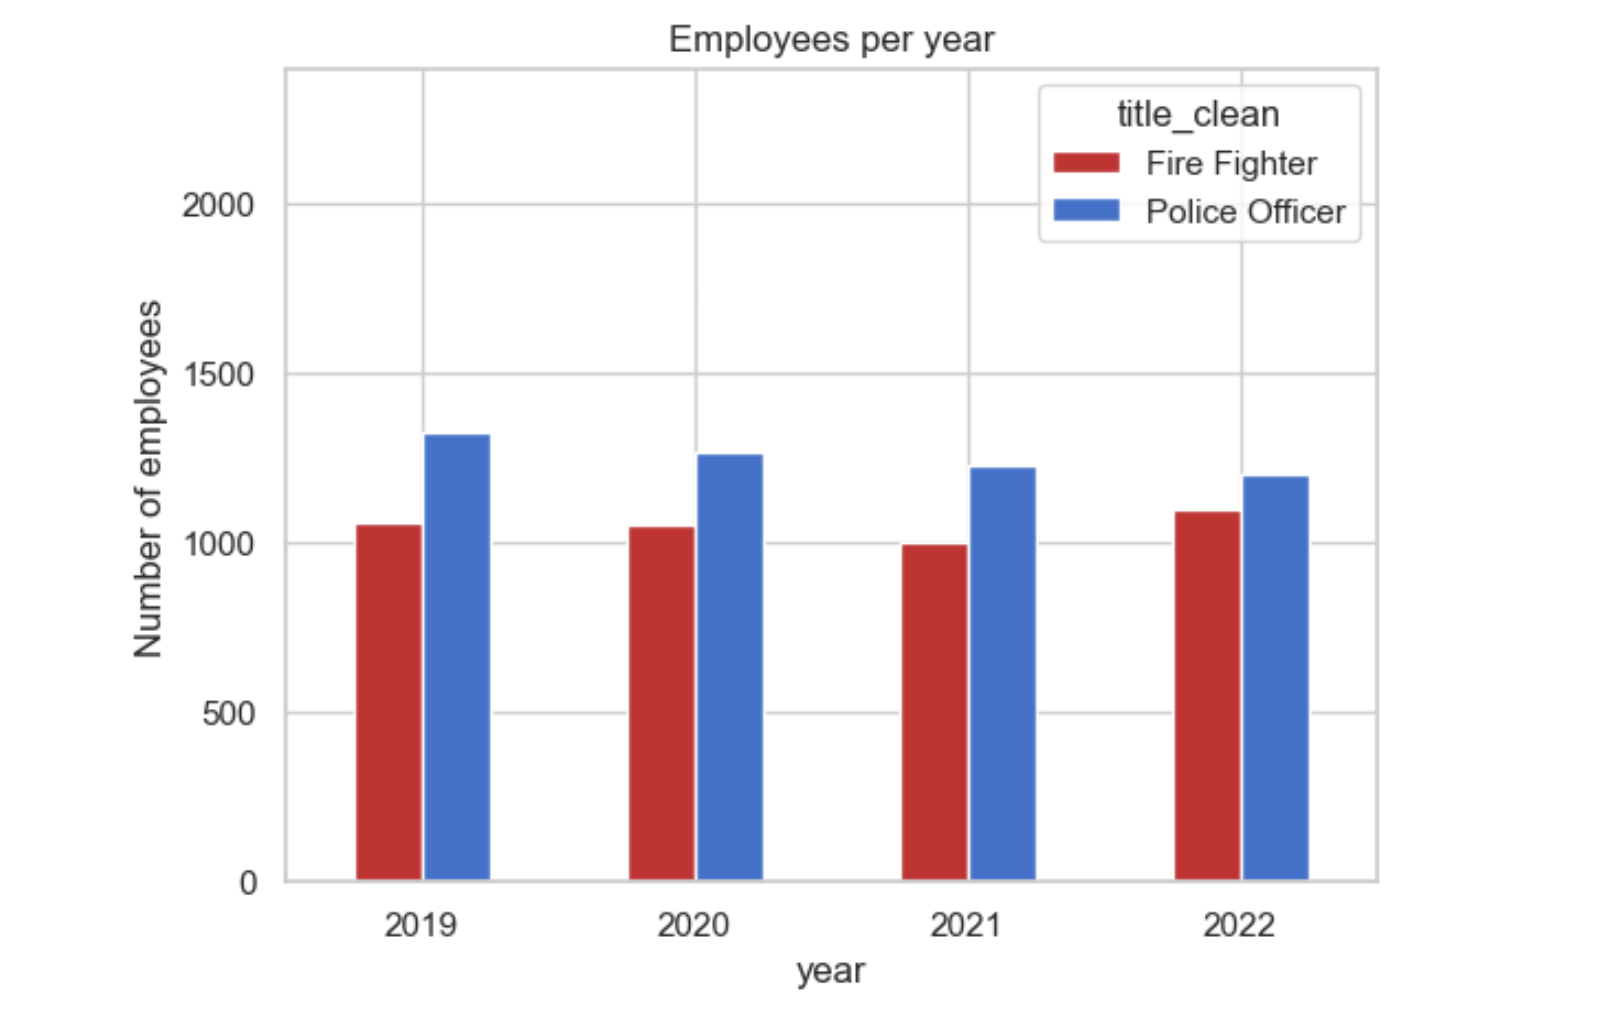 Employees per year
title_clean
Fire Fighter
Police Officer
Number of employees
2000
1500
1000
500
0
2019 2020 2021 2022
year